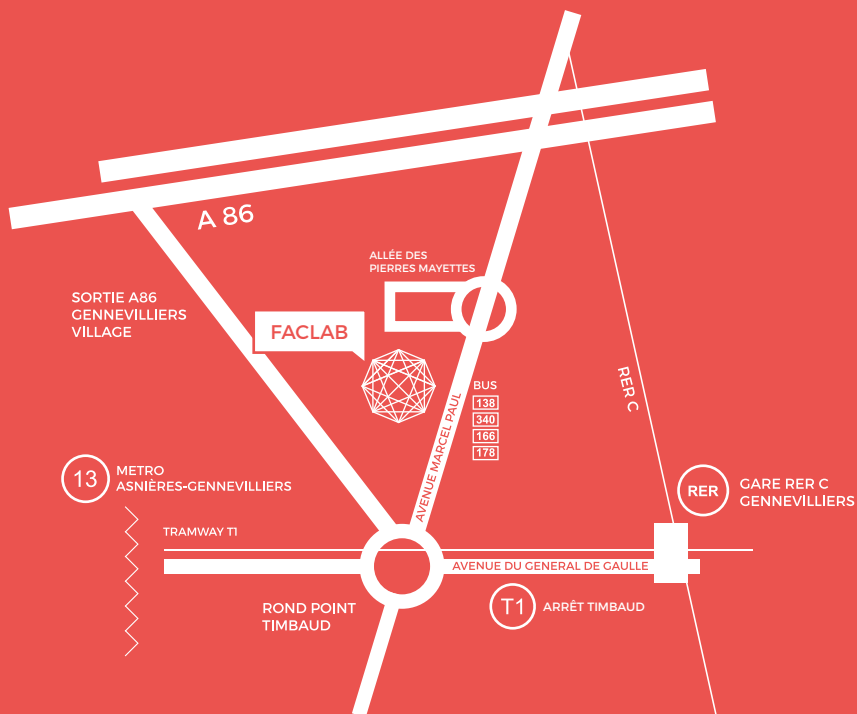 A 86
ALLÉE DES
PIERRES MAYETTES
SORTIE A86
GENNEVILLIERS
VILLAGE
FACLAB
RER C
BUS
138
340
166
178
AVENUE MARCEL PAUL
13
METRO
ASNIÈRES-GENNEVILLIERS
RER
GARE RER C
GENNEVILLIERS
TRAMWAY T1
AVENUE DU GENERAL DE GAULLE
ROND POINT
TIMBAUD
T1
ARRÊT TIMBAUD